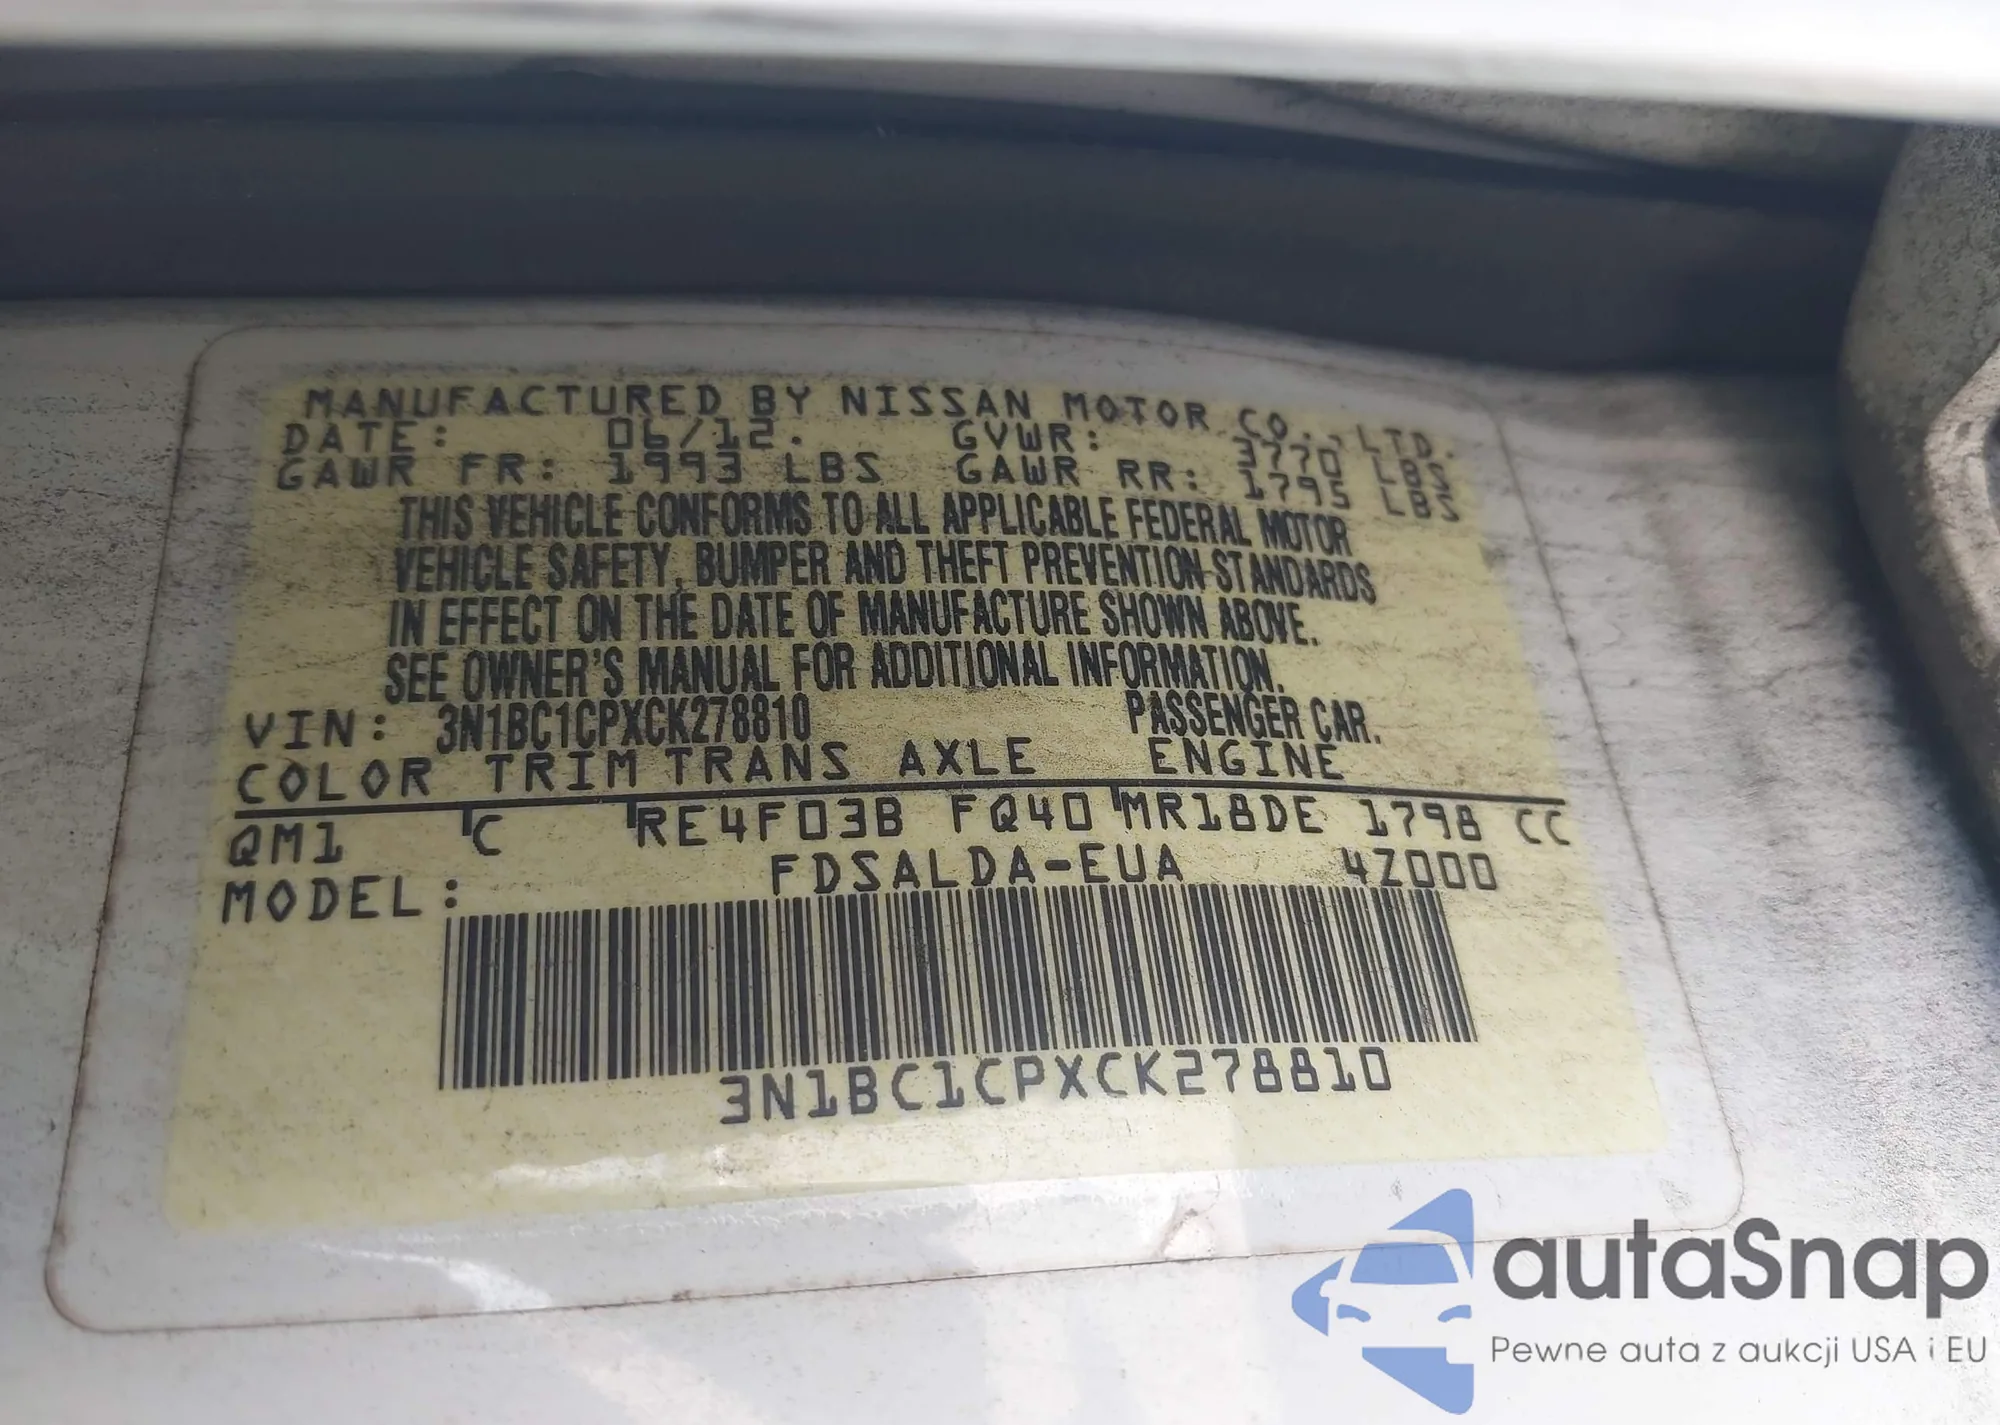 MANUFACTURED BY NISSAN MOTOR CO., LTD.
DATE: 06/12. GVWR: 3770 LBS
GAWR FR: 1993 LBS GAWR RR: 1795 LBS
THIS VEHICLE CONFORMS TO ALL APPLICABLE FEDERAL MOTOR
VEHICLE SAFETY, BUMPER AND THEFT PREVENTION STANDARDS
IN EFFECT ON THE DATE OF MANUFACTURE SHOWN ABOVE.
SEE OWNER'S MANUAL FOR ADDITIONAL INFORMATION.
VIN: 3N1BC1CPXCK278810 PASSENGER CAR.
COLOR TRIM TRANS AXLE ENGINE
QM1 C RE4F03B FQ40 MR18DE 1798 CC
MODEL: FDSALDA-EUA 4Z000
3N1BC1CPXCK278810
autaSnap
Pewne auta z aukcji USA i EU